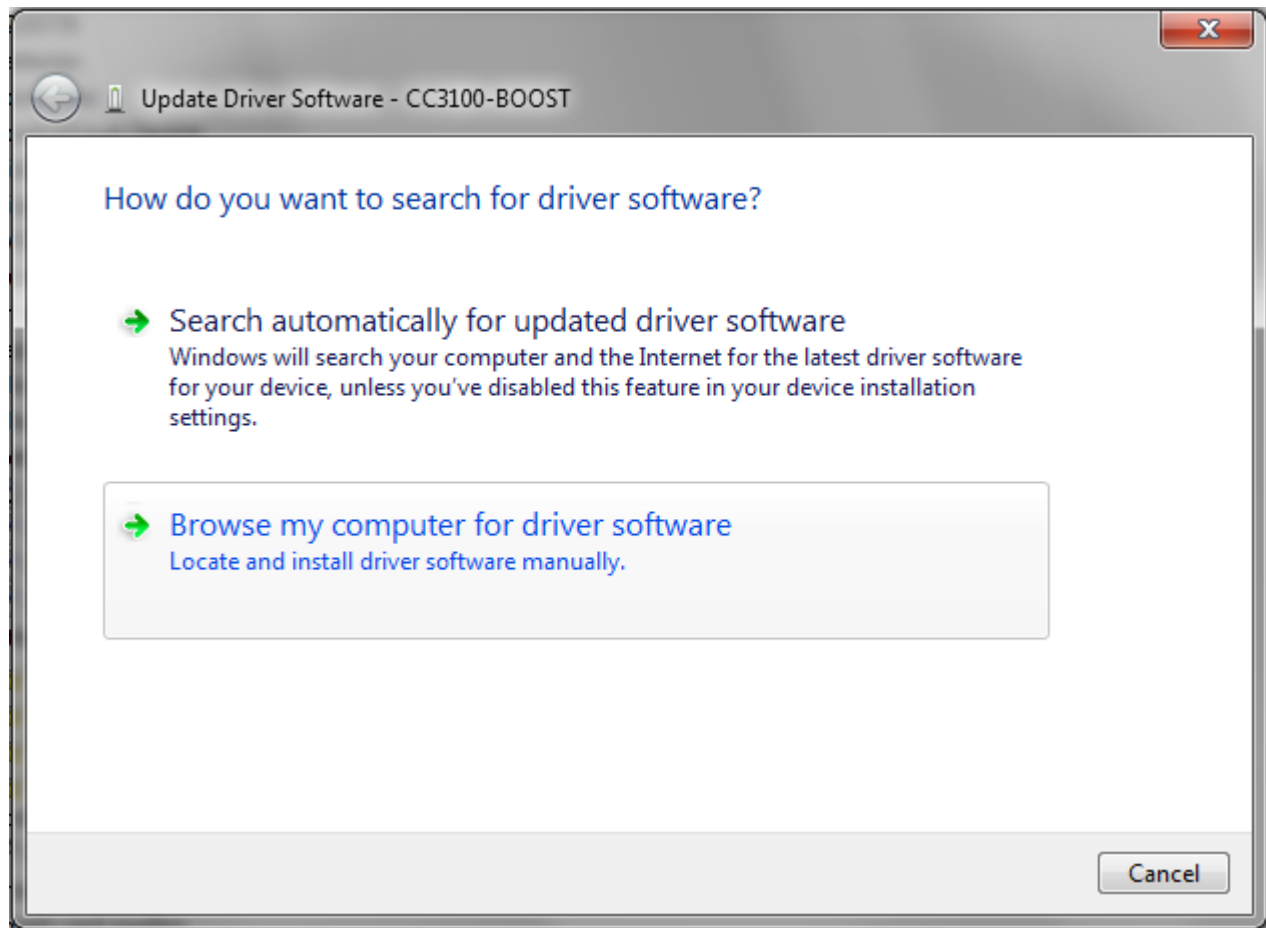 Update Driver Software - CC3100-BOOST
How do you want to search for driver software?
Search automatically for updated driver software
Windows will search your computer and the Internet for the latest driver software
for your device, unless you've disabled this feature in your device installation
settings.
Browse my computer for driver software
Locate and install driver software manually.
Cancel